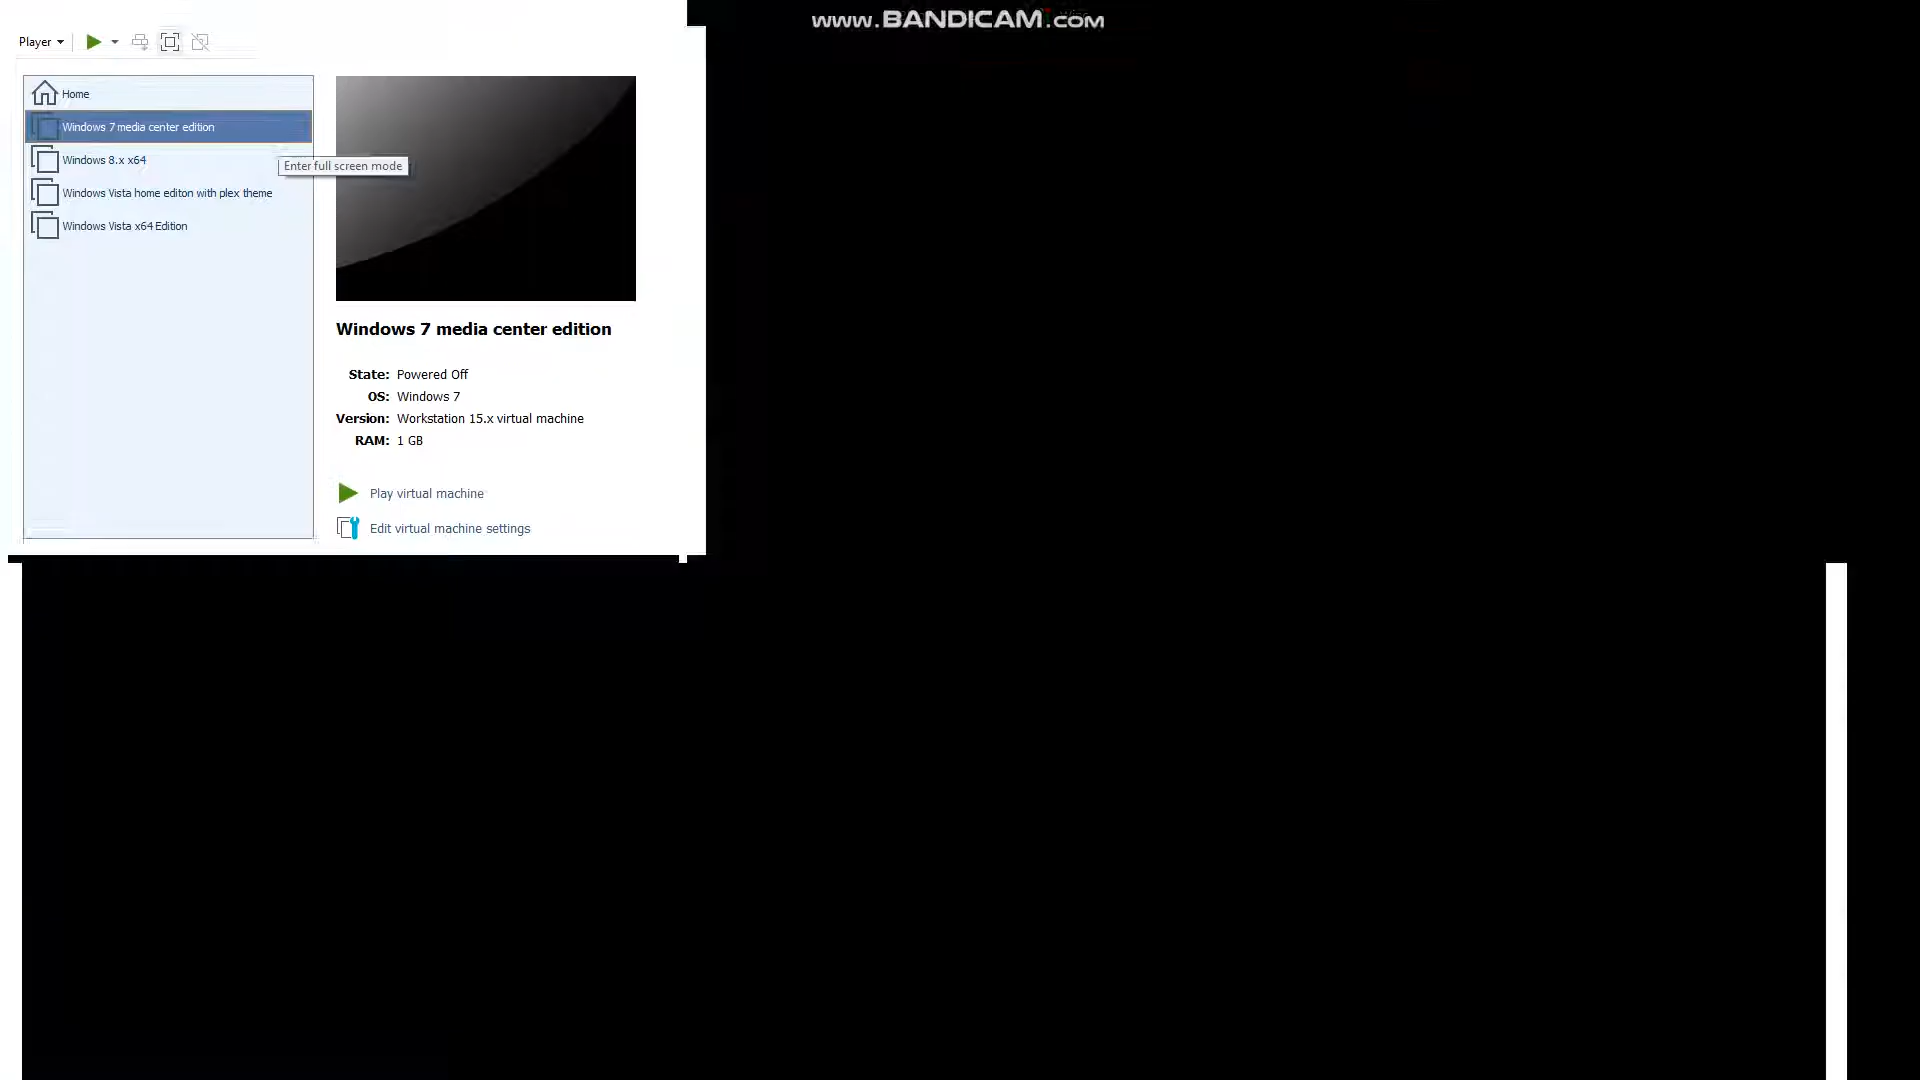 www.BANDICAM.COM
Player
Home
Windows 7 media center edition
Windows 8.x x64
Enter full screen mode
Windows Vista home editon with plex theme
Windows Vista x64 Edition
Windows 7 media center edition
State: Powered Off
OS: Windows 7
Version: Workstation 15.x virtual machine
RAM: 1 GB
Play virtual machine
Edit virtual machine settings